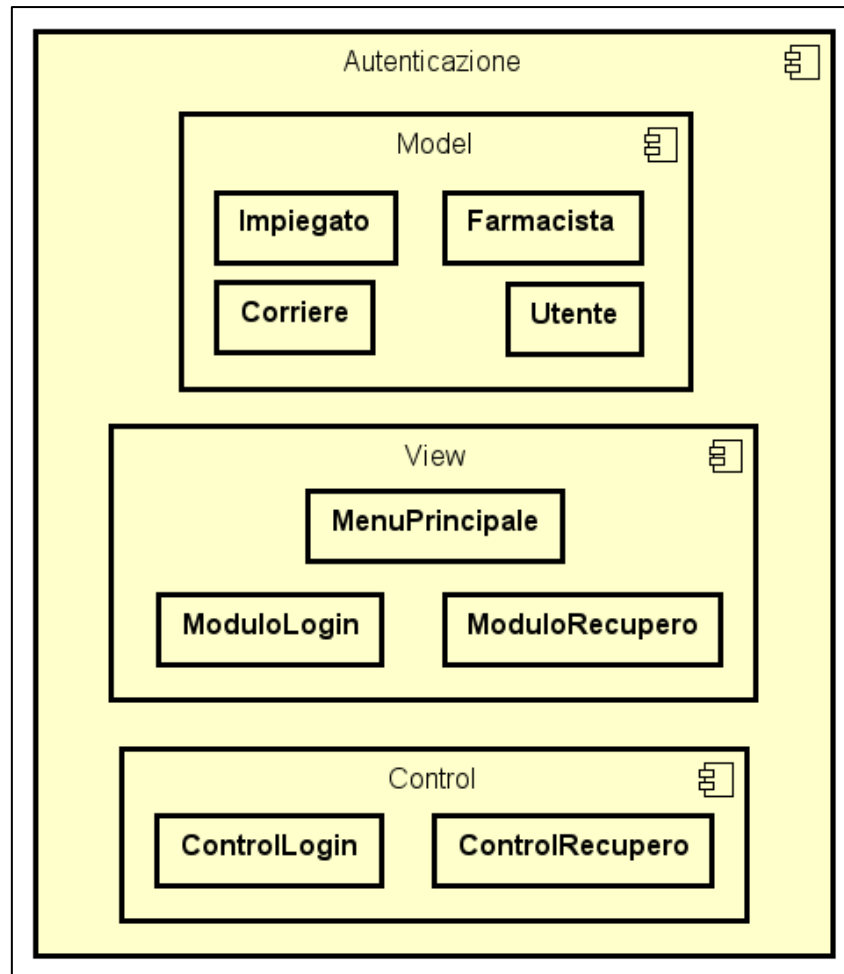 Autenticazione
Model
Impiegato
Farmacista
Corriere
Utente
View
MenuPrincipale
ModuloLogin
ModuloRecupero
Control
ControlLogin
ControlRecupero